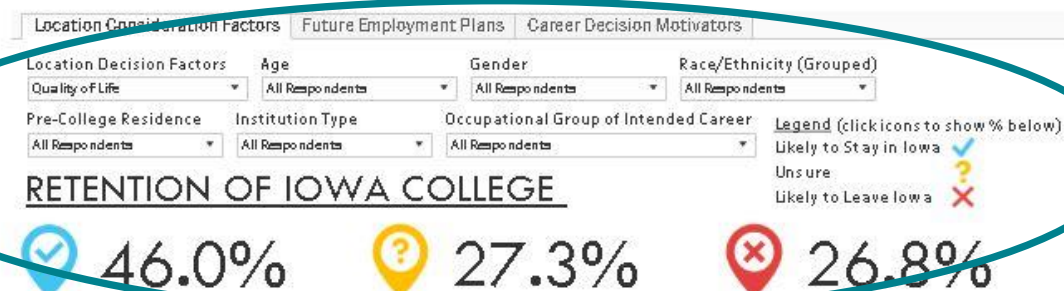 Location Consideration Factors Future Employment Plans Career Decision Motivators
Location Decision Factors Age Gender Race/Ethnicity (Grouped)
Quality of Life All Respondents All Respondents All Respondents
Pre-College Residence Institution Type Occupational Group of Intended Career Legend (click icons to show % below)
All Respondents All Respondents All Respondents Likely to Stay in Iowa
Unsure
Likely to Leave Iowa
RETENTION OF IOWA COLLEGE
46.0% 27.3% 26.8%